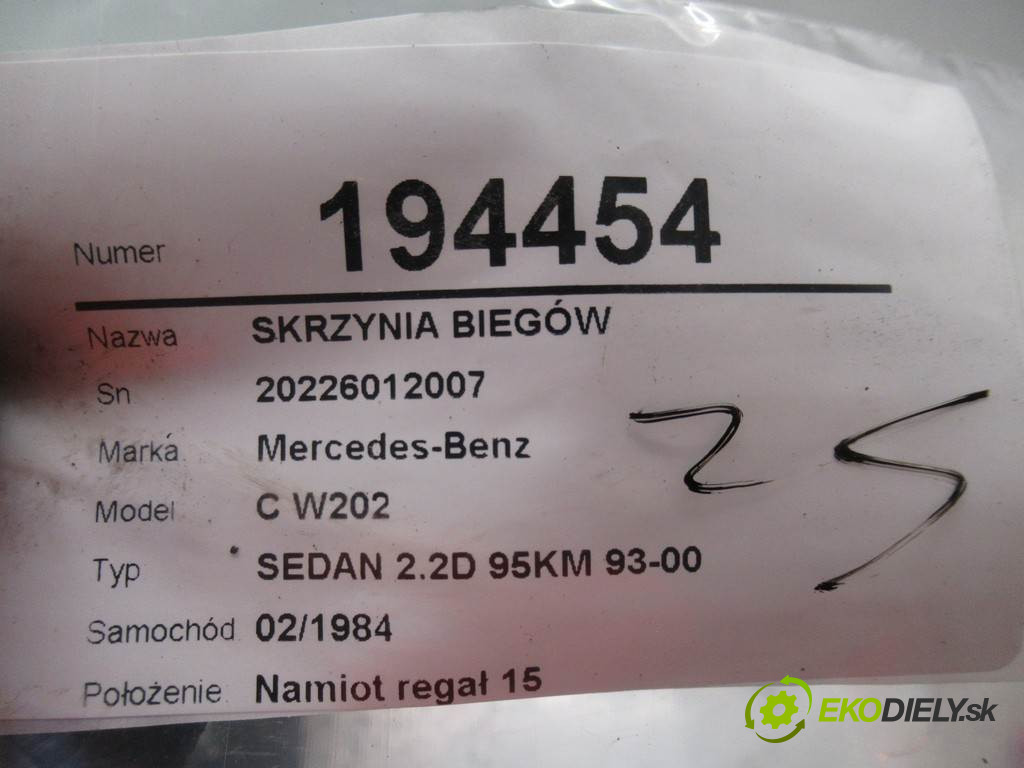 Numer 194454
Nazwa SKRZYNIA BIEGÓW
Sn 20226012007
Marka Mercedes-Benz
Model C W202
Typ SEDAN 2.2D 95KM 93-00
Samochód 02/1984
Położenie Namiot regał 15
25
EKODIELY.sk